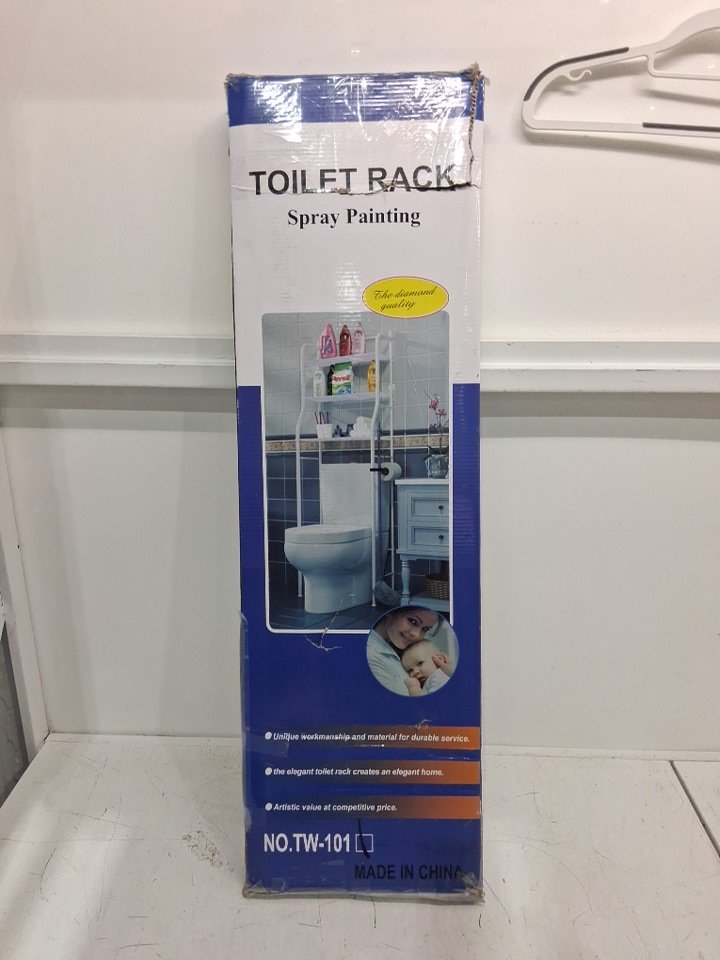 TOILET RACK
Spray Painting
The diamond
quality
Persil
Unique workmanship and material for durable service.
the elegant toilet rack creates an elegant home.
Artistic value at competitive price.
NO.TW-101
MADE IN CHINA